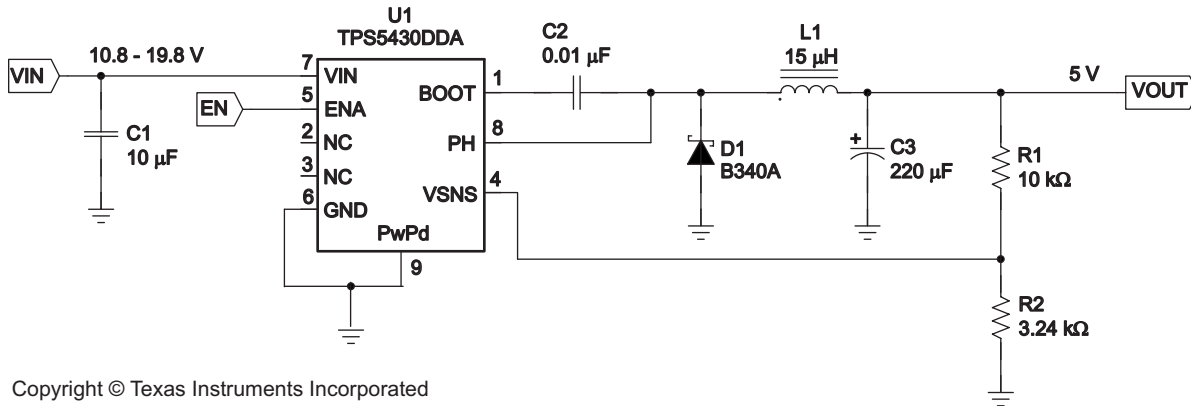 U1
TPS5430DDA
C2
0.01 μF
L1
15 μH
VIN
10.8 - 19.8 V
7
VIN
1
BOOT
5 V
VOUT
EN
5
ENA
C1
10 μF
2
NC
8
PH
D1
B340A
+
C3
220 μF
R1
10 kΩ
3
NC
4
VSNS
6
GND
PwPd
9
R2
3.24 kΩ
Copyright © Texas Instruments Incorporated